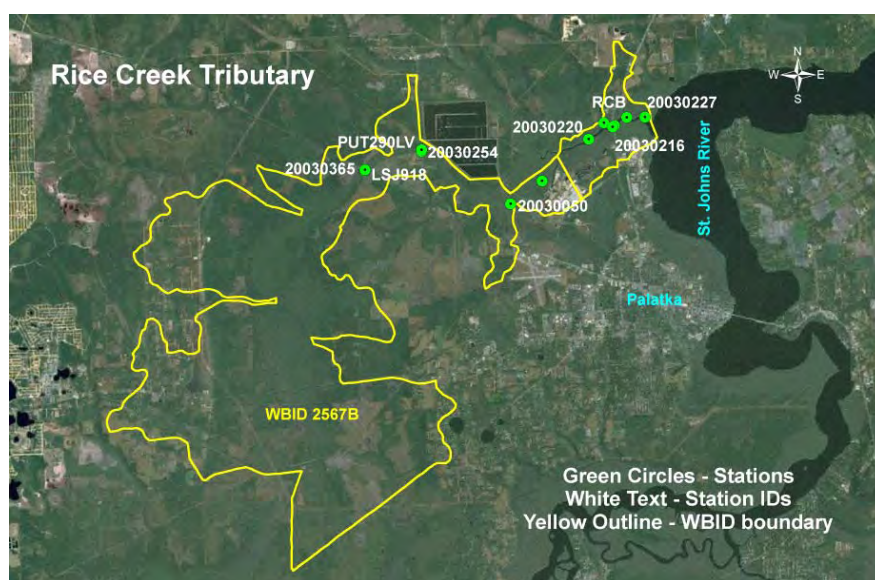 Rice Creek Tributary
N
W E
S
RCB
20030227
20030220
20030216
PUT290LV
20030254
20030365
LSJ918
20030050
St. Johns River
Palatka
WBID 2567B
Green Circles - Stations
White Text - Station IDs
Yellow Outline - WBID boundary